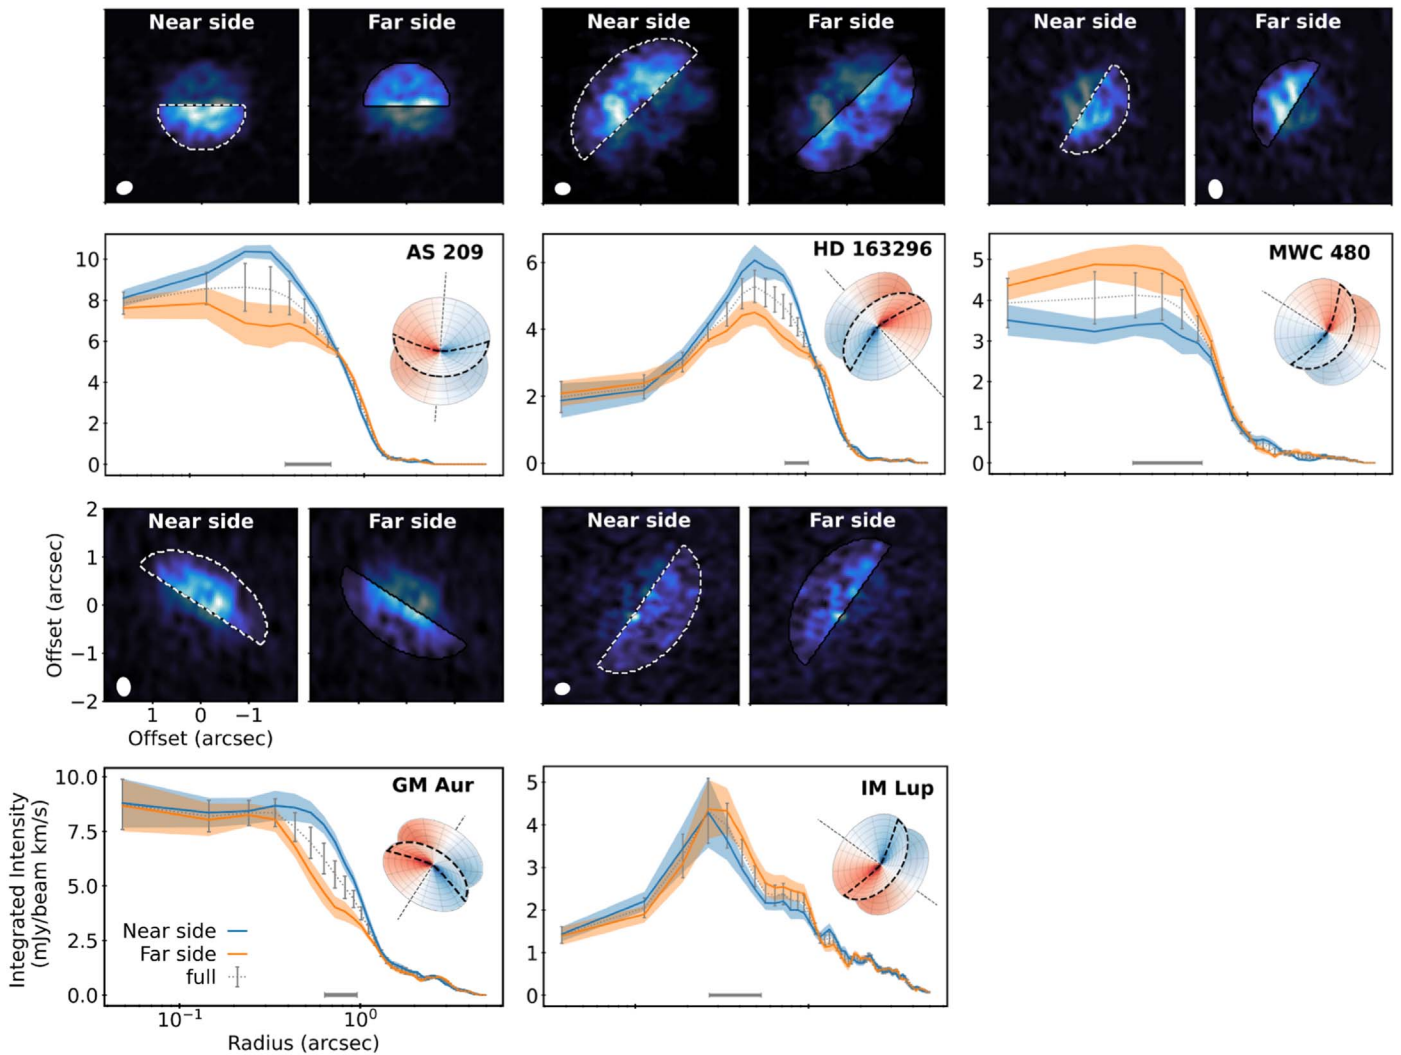 Near side Far side Near side Far side Near side Far side
AS 209 HD 163296 MWC 480
10
8
6
4
2
0
6
4
2
0
5
4
3
2
1
0
Near side Far side Near side Far side
2
1
0
−1
−2
Offset (arcsec)
1 0 −1
Offset (arcsec)
GM Aur IM Lup
10.0
7.5
5.0
2.5
0.0
Integrated Intensity
(mJy/beam km/s)
Near side
Far side
full
10⁻¹ 10⁰
Radius (arcsec)
5
4
3
2
1
0